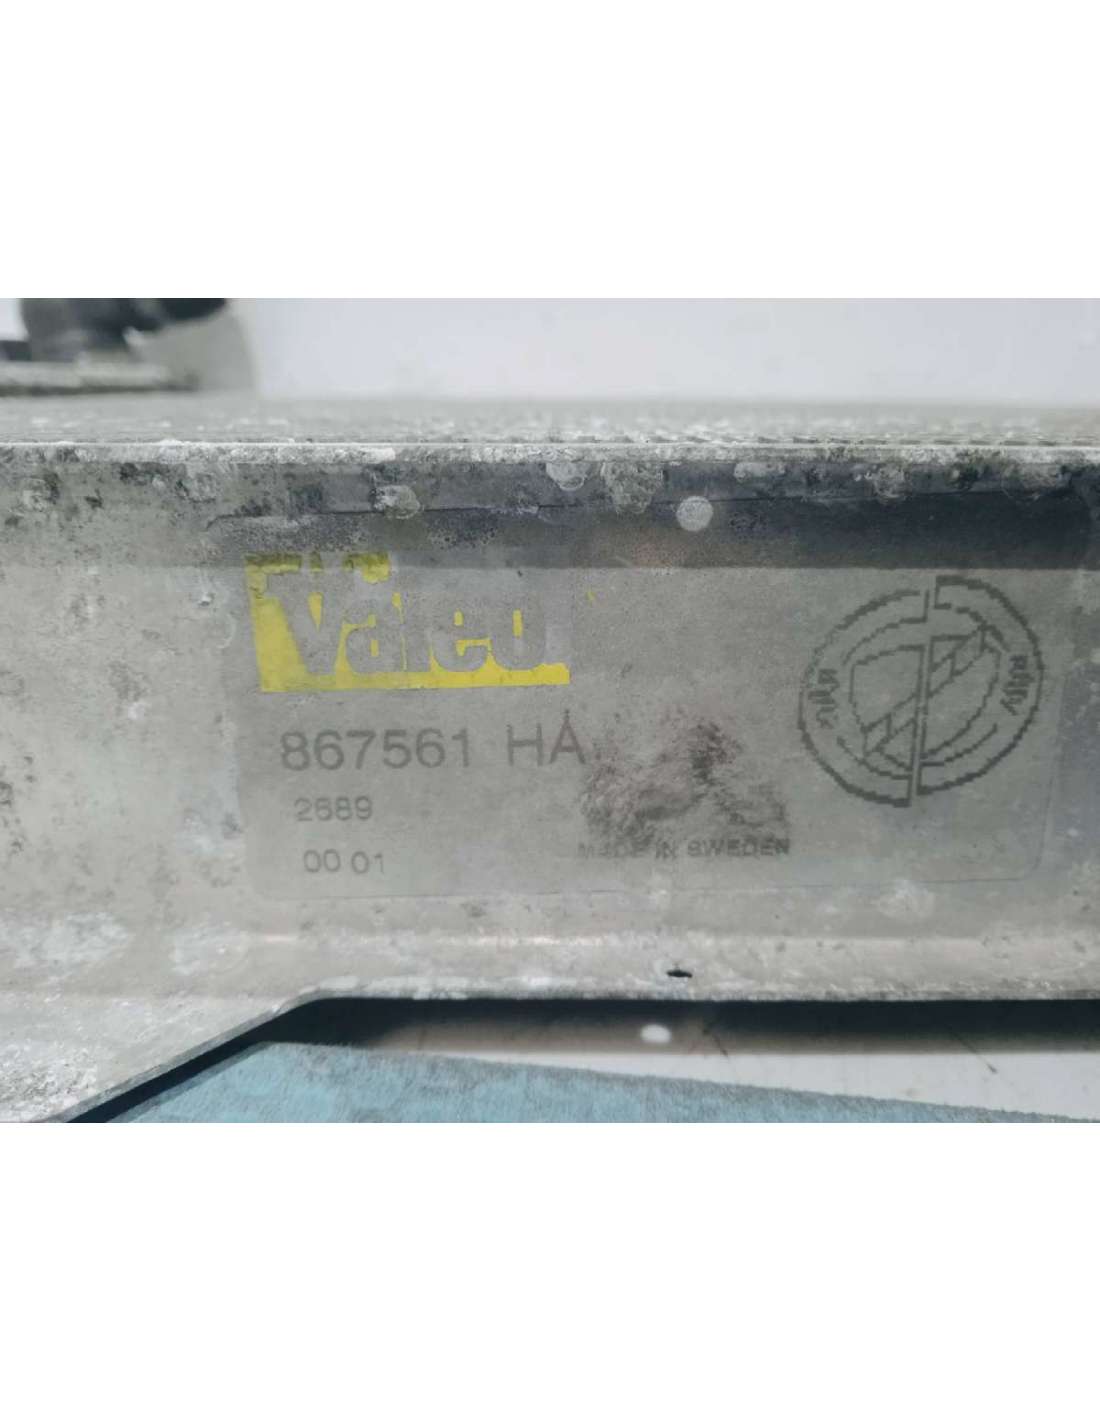 Valeo
867561 HA
2689
00 01
MADE IN SWEDEN